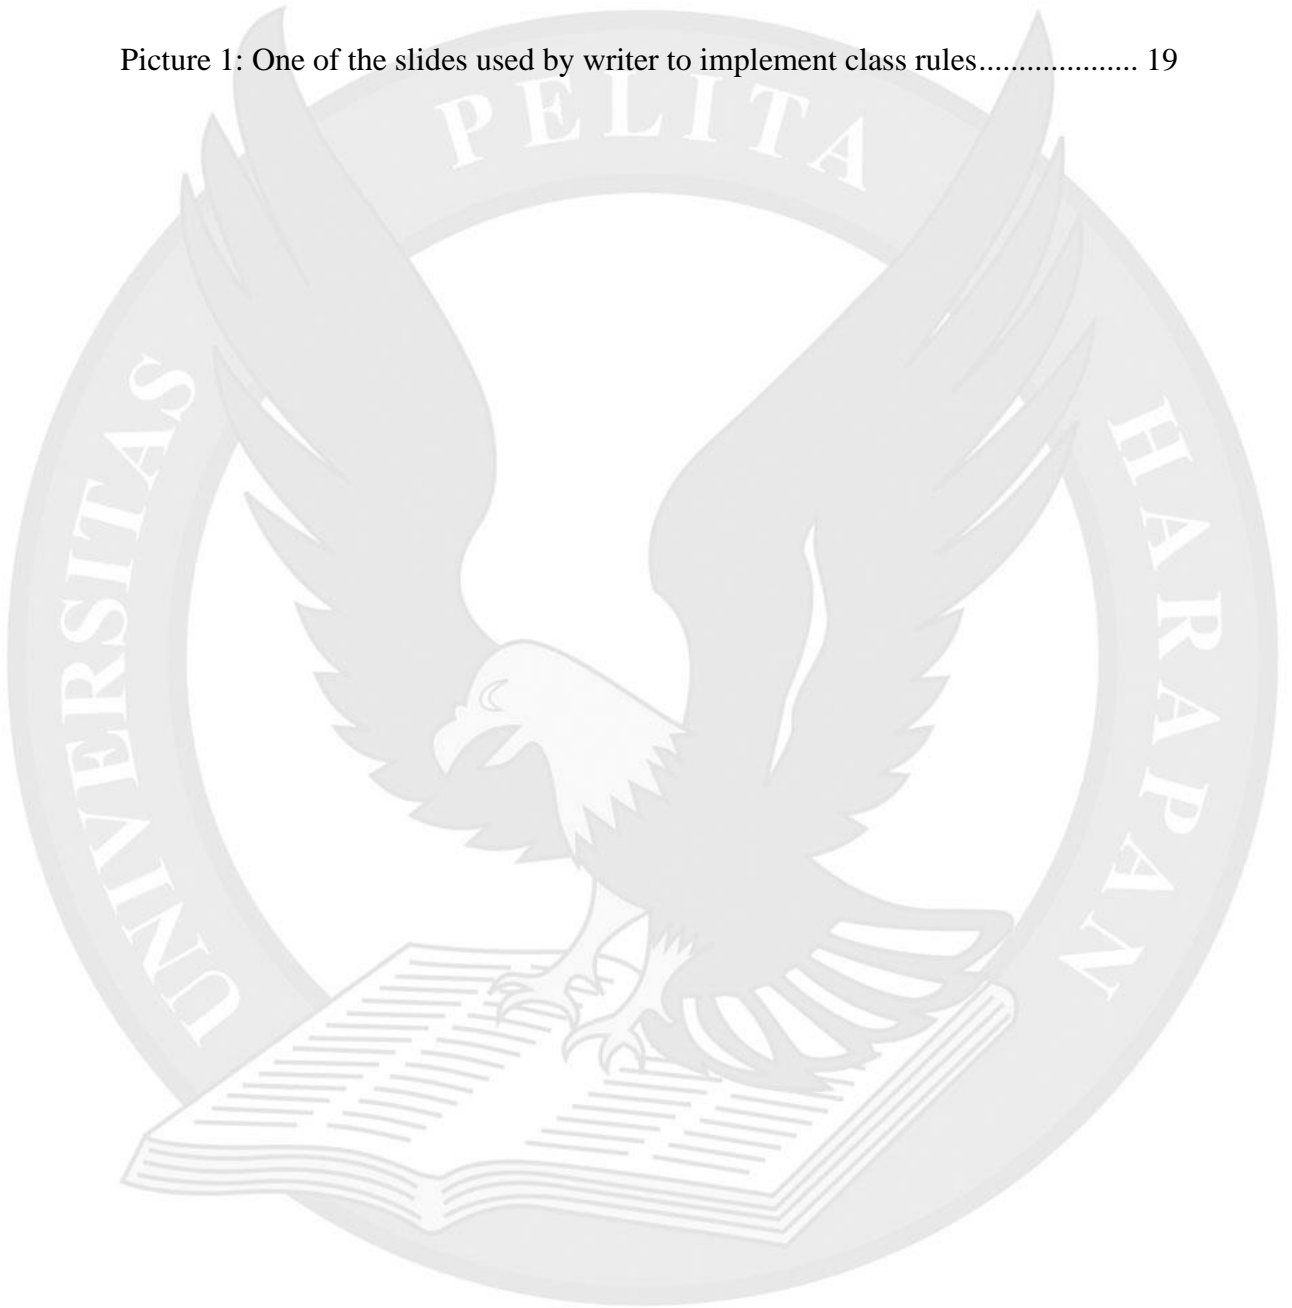 Picture 1: One of the slides used by writer to implement class rules.................... 19
UNIVERSITAS PELITA HARAPAN